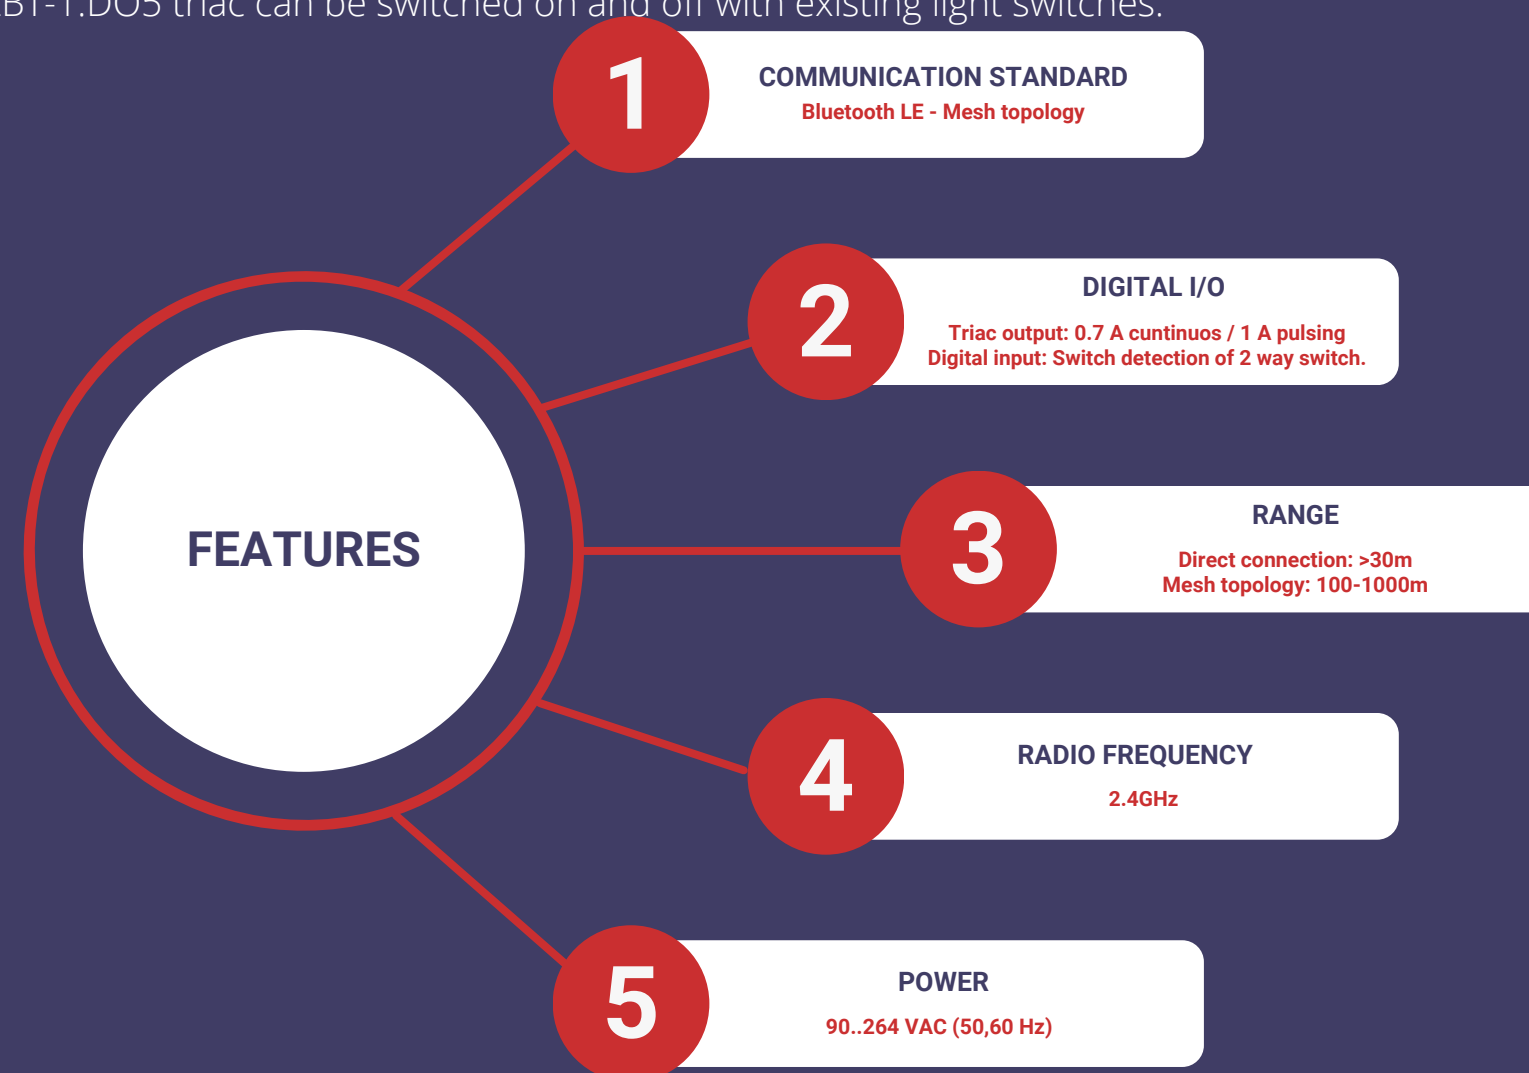 BT-1.DO5 triac can be switched on and off with existing light switches.
1
COMMUNICATION STANDARD
Bluetooth LE - Mesh topology
2
DIGITAL I/O
Triac output: 0.7 A cuntinuos / 1 A pulsing
Digital input: Switch detection of 2 way switch.
FEATURES
3
RANGE
Direct connection: >30m
Mesh topology: 100-1000m
4
RADIO FREQUENCY
2.4GHz
5
POWER
90..264 VAC (50,60 Hz)